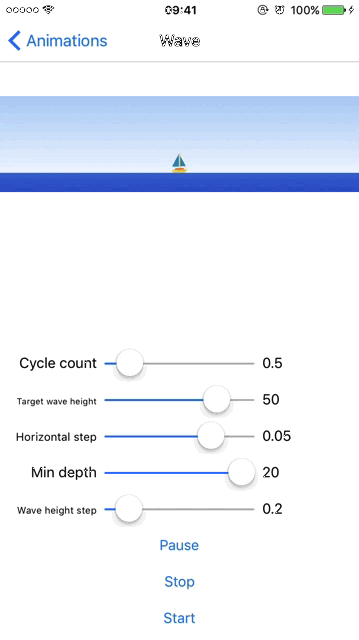 09:41 100%
Animations Wave
Cycle count 0.5
Target wave height 50
Horizontal step 0.05
Min depth 20
Wave height step 0.2
Pause
Stop
Start